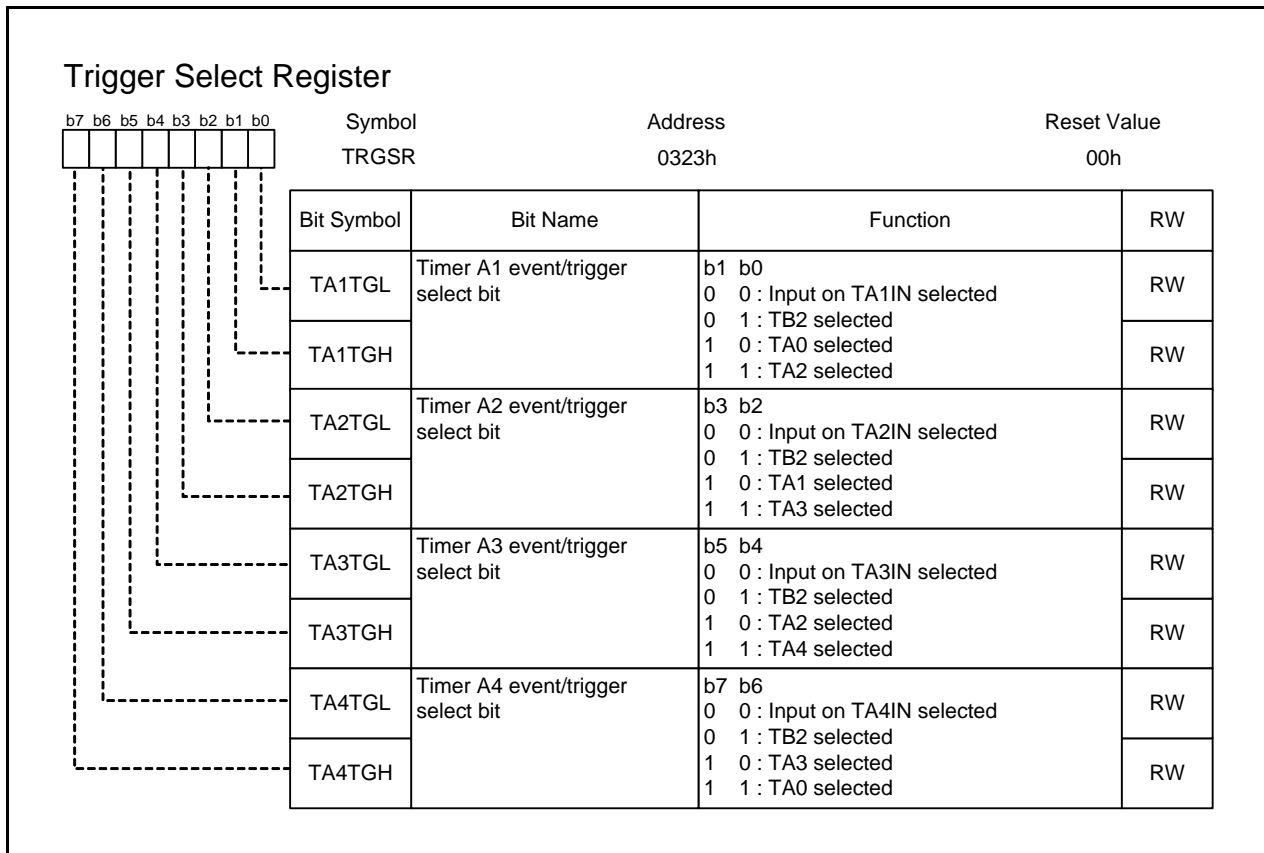 Trigger Select Register
b7 b6 b5 b4 b3 b2 b1 b0
Symbol Address Reset Value
TRGSR 0323h 00h
Bit Symbol Bit Name Function RW
TA1TGL Timer A1 event/trigger
select bit
b1 b0
0 0 : Input on TA1IN selected
0 1 : TB2 selected
1 0 : TA0 selected
1 1 : TA2 selected
RW
TA1TGH RW
TA2TGL Timer A2 event/trigger
select bit
b3 b2
0 0 : Input on TA2IN selected
0 1 : TB2 selected
1 0 : TA1 selected
1 1 : TA3 selected
RW
TA2TGH RW
TA3TGL Timer A3 event/trigger
select bit
b5 b4
0 0 : Input on TA3IN selected
0 1 : TB2 selected
1 0 : TA2 selected
1 1 : TA4 selected
RW
TA3TGH RW
TA4TGL Timer A4 event/trigger
select bit
b7 b6
0 0 : Input on TA4IN selected
0 1 : TB2 selected
1 0 : TA3 selected
1 1 : TA0 selected
RW
TA4TGH RW